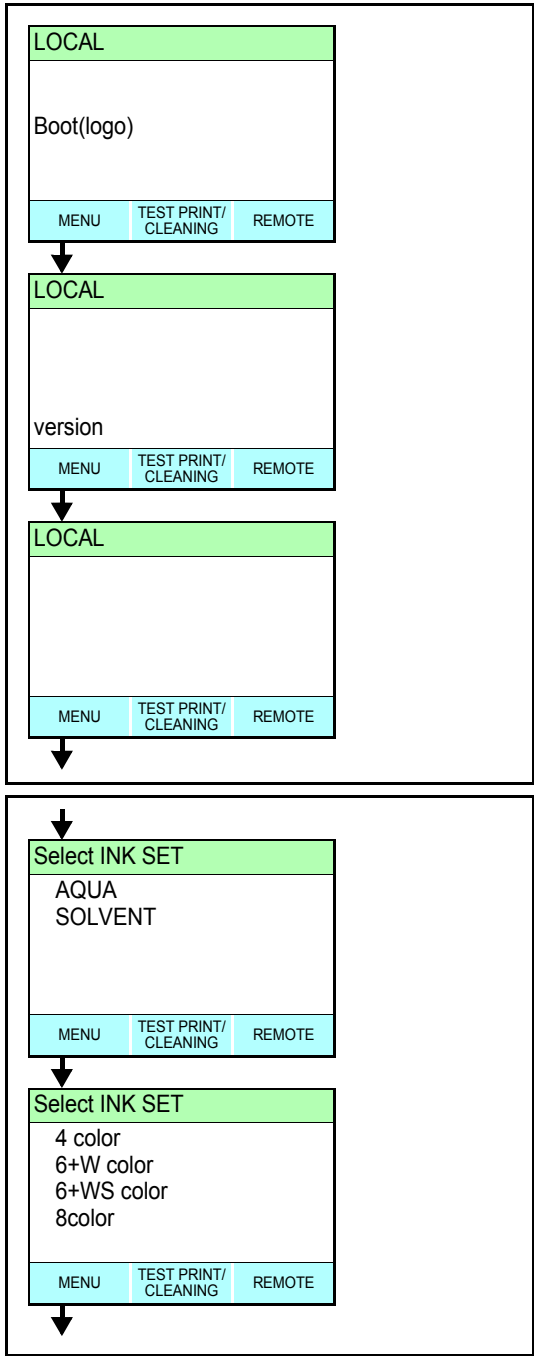 LOCAL
Boot(logo)
MENU
TEST PRINT/
CLEANING
REMOTE
LOCAL
version
MENU
TEST PRINT/
CLEANING
REMOTE
LOCAL
MENU
TEST PRINT/
CLEANING
REMOTE
Select INK SET
AQUA
SOLVENT
MENU
TEST PRINT/
CLEANING
REMOTE
Select INK SET
4 color
6+W color
6+WS color
8color
MENU
TEST PRINT/
CLEANING
REMOTE